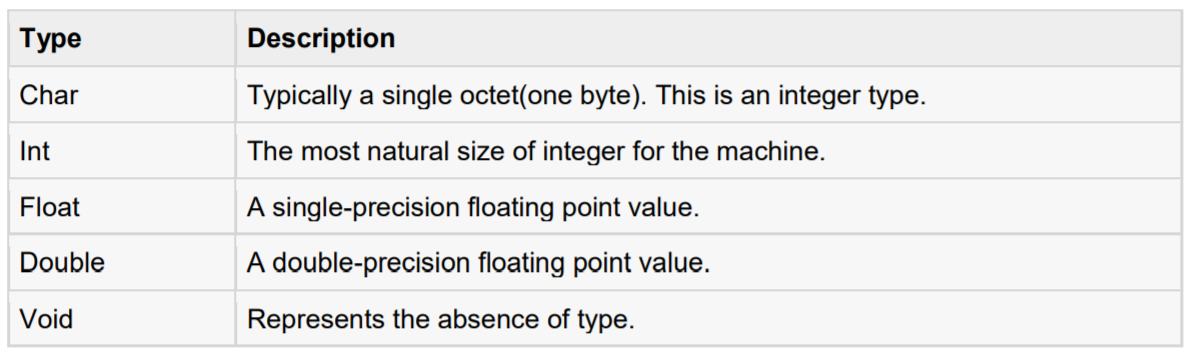 Type Description
Char Typically a single octet(one byte). This is an integer type.
Int The most natural size of integer for the machine.
Float A single-precision floating point value.
Double A double-precision floating point value.
Void Represents the absence of type.